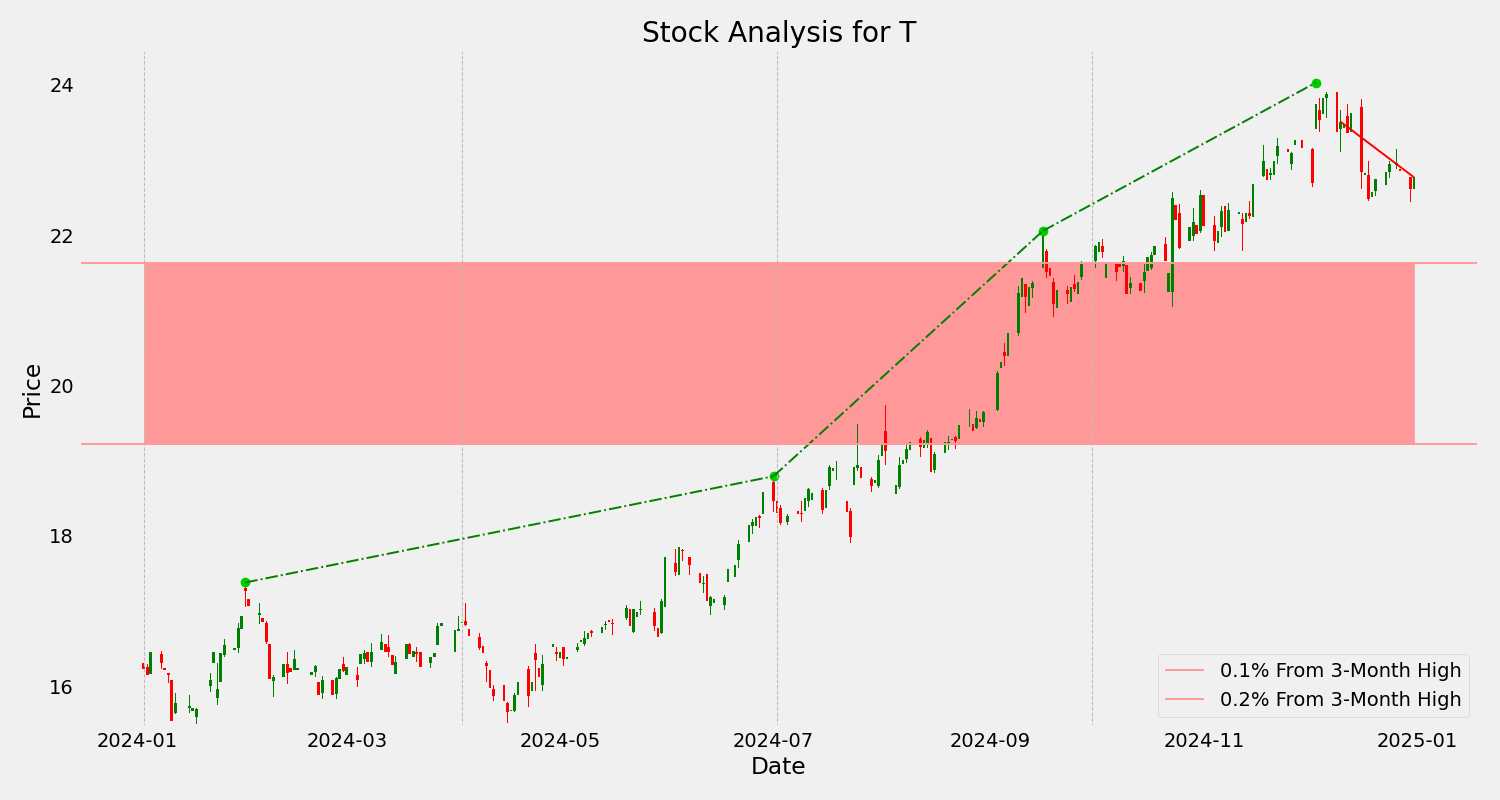 Stock Analysis for T
24
22
20
18
16
Price
2024-01
2024-03
2024-05
2024-07
2024-09
2024-11
2025-01
Date
0.1% From 3-Month High
0.2% From 3-Month High